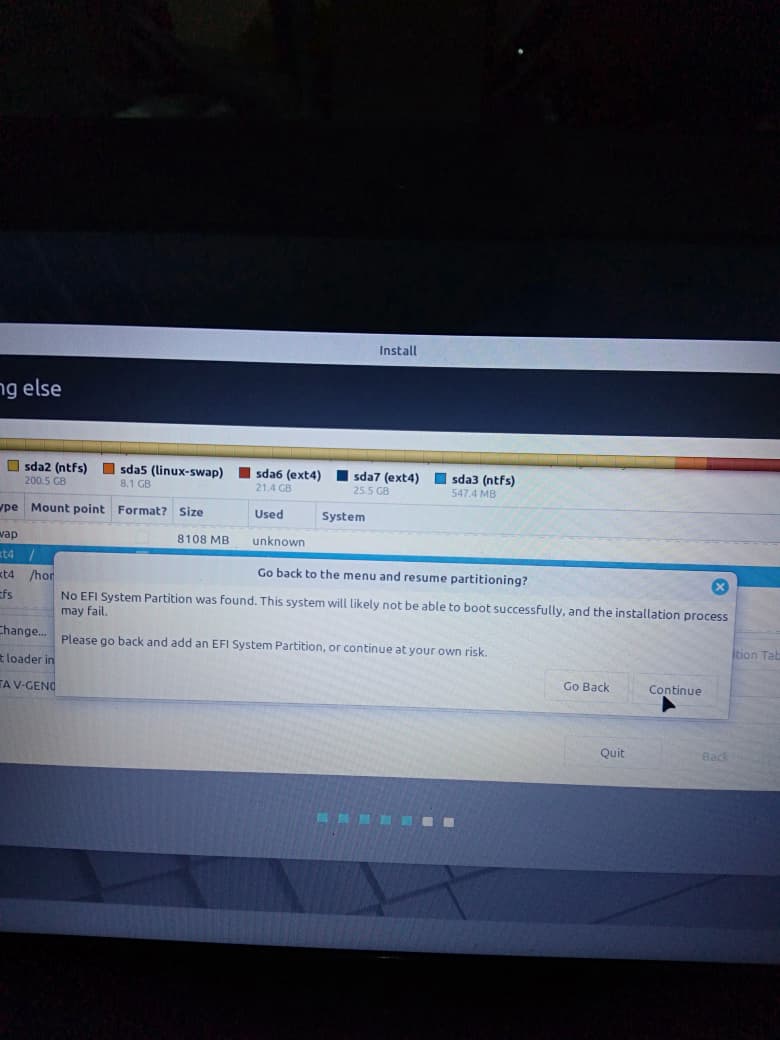 Install
ng else
sda2 (ntfs)
200.5 GB
sda5 (linux-swap)
8.1 GB
sda6 (ext4)
21.4 GB
sda7 (ext4)
25.5 GB
sda3 (ntfs)
547.4 MB
ype Mount point Format? Size Used System
wap 8108 MB unknown
xt4 /
xt4 /hor
tfs
Change...
t loader in
TA V-GENC
tion Tab
Go back to the menu and resume partitioning?
No EFI System Partition was found. This system will likely not be able to boot successfully, and the installation process
may fail.
Please go back and add an EFI System Partition, or continue at your own risk.
Go Back Continue
Quit Back